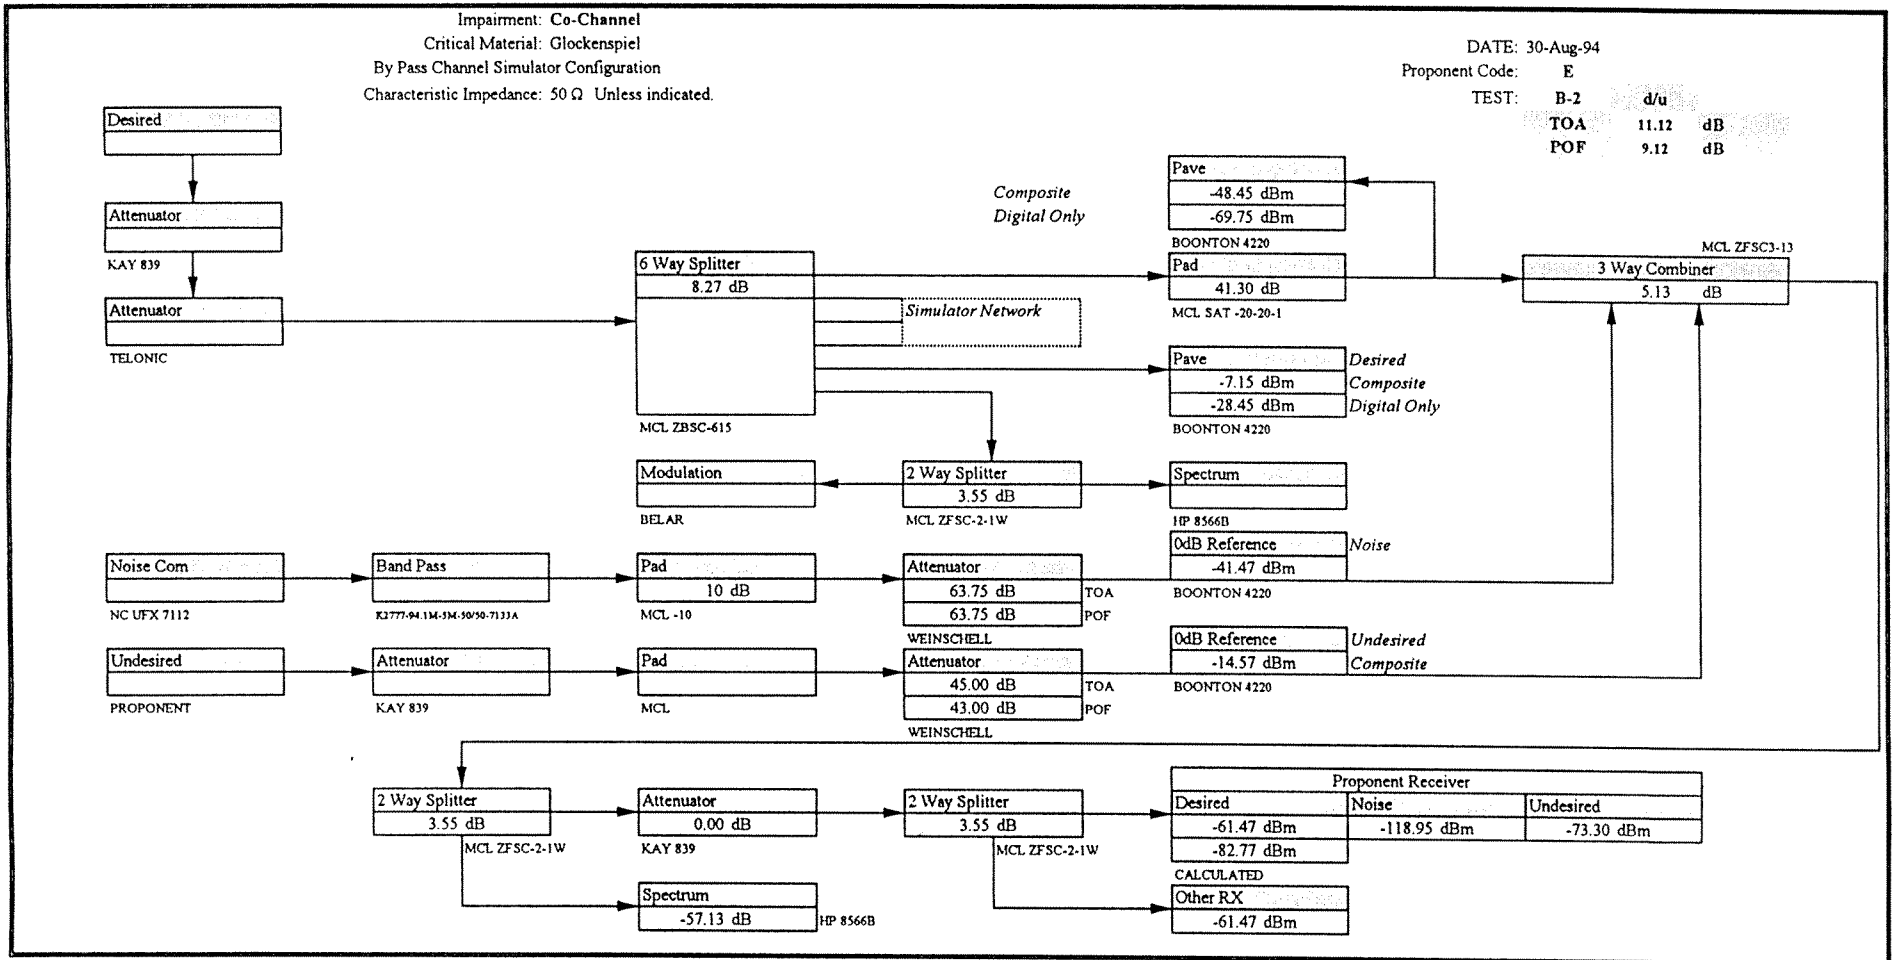 Impairment: Co-Channel
Critical Material: Glockenspiel
By Pass Channel Simulator Configuration
Characteristic Impedance: 50 Ω Unless indicated.
DATE: 30-Aug-94
Proponent Code: E
TEST: B-2 d/u
TOA 11.12 dB
POF 9.12 dB
Desired
Attenuator
KAY 839
Attenuator
TELONIC
6 Way Splitter
8.27 dB
MCL ZBSC-615
Simulator Network
Composite
Digital Only
Pave
-48.45 dBm
-69.75 dBm
BOONTON 4220
Pad
41.30 dB
MCL SAT -20-20-1
MCL ZFSC3-13
3 Way Combiner
5.13 dB
Pave
-7.15 dBm
-28.45 dBm
BOONTON 4220
Desired
Composite
Digital Only
Modulation
BELAR
2 Way Splitter
3.55 dB
MCL ZFSC-2-1W
Spectrum
HP 8566B
Noise Com
NC UFX 7112
Band Pass
K2777-94.1M-5M-50/50-7133A
Pad
10 dB
MCL -10
Attenuator
63.75 dB TOA
63.75 dB POF
WEINSCHELL
0dB Reference Noise
-41.47 dBm
BOONTON 4220
Undesired
PROPONENT
Attenuator
KAY 839
Pad
MCL
Attenuator
45.00 dB TOA
43.00 dB POF
WEINSCHELL
0dB Reference Undesired
-14.57 dBm Composite
BOONTON 4220
2 Way Splitter
3.55 dB
MCL ZFSC-2-1W
Attenuator
0.00 dB
KAY 839
2 Way Splitter
3.55 dB
MCL ZFSC-2-1W
Proponent Receiver
Desired Noise Undesired
-61.47 dBm -118.95 dBm -73.30 dBm
-82.77 dBm
CALCULATED
Spectrum
-57.13 dB HP 8566B
Other RX
-61.47 dBm